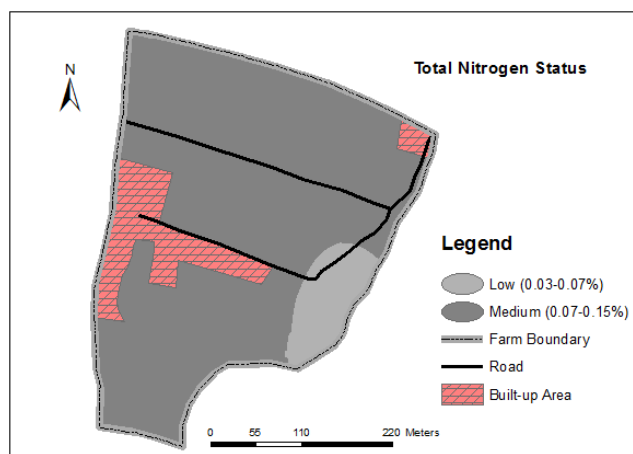 Total Nitrogen Status
N
Legend
Low (0.03-0.07%)
Medium (0.07-0.15%)
Farm Boundary
Road
Built-up Area
0 55 110 220 Meters